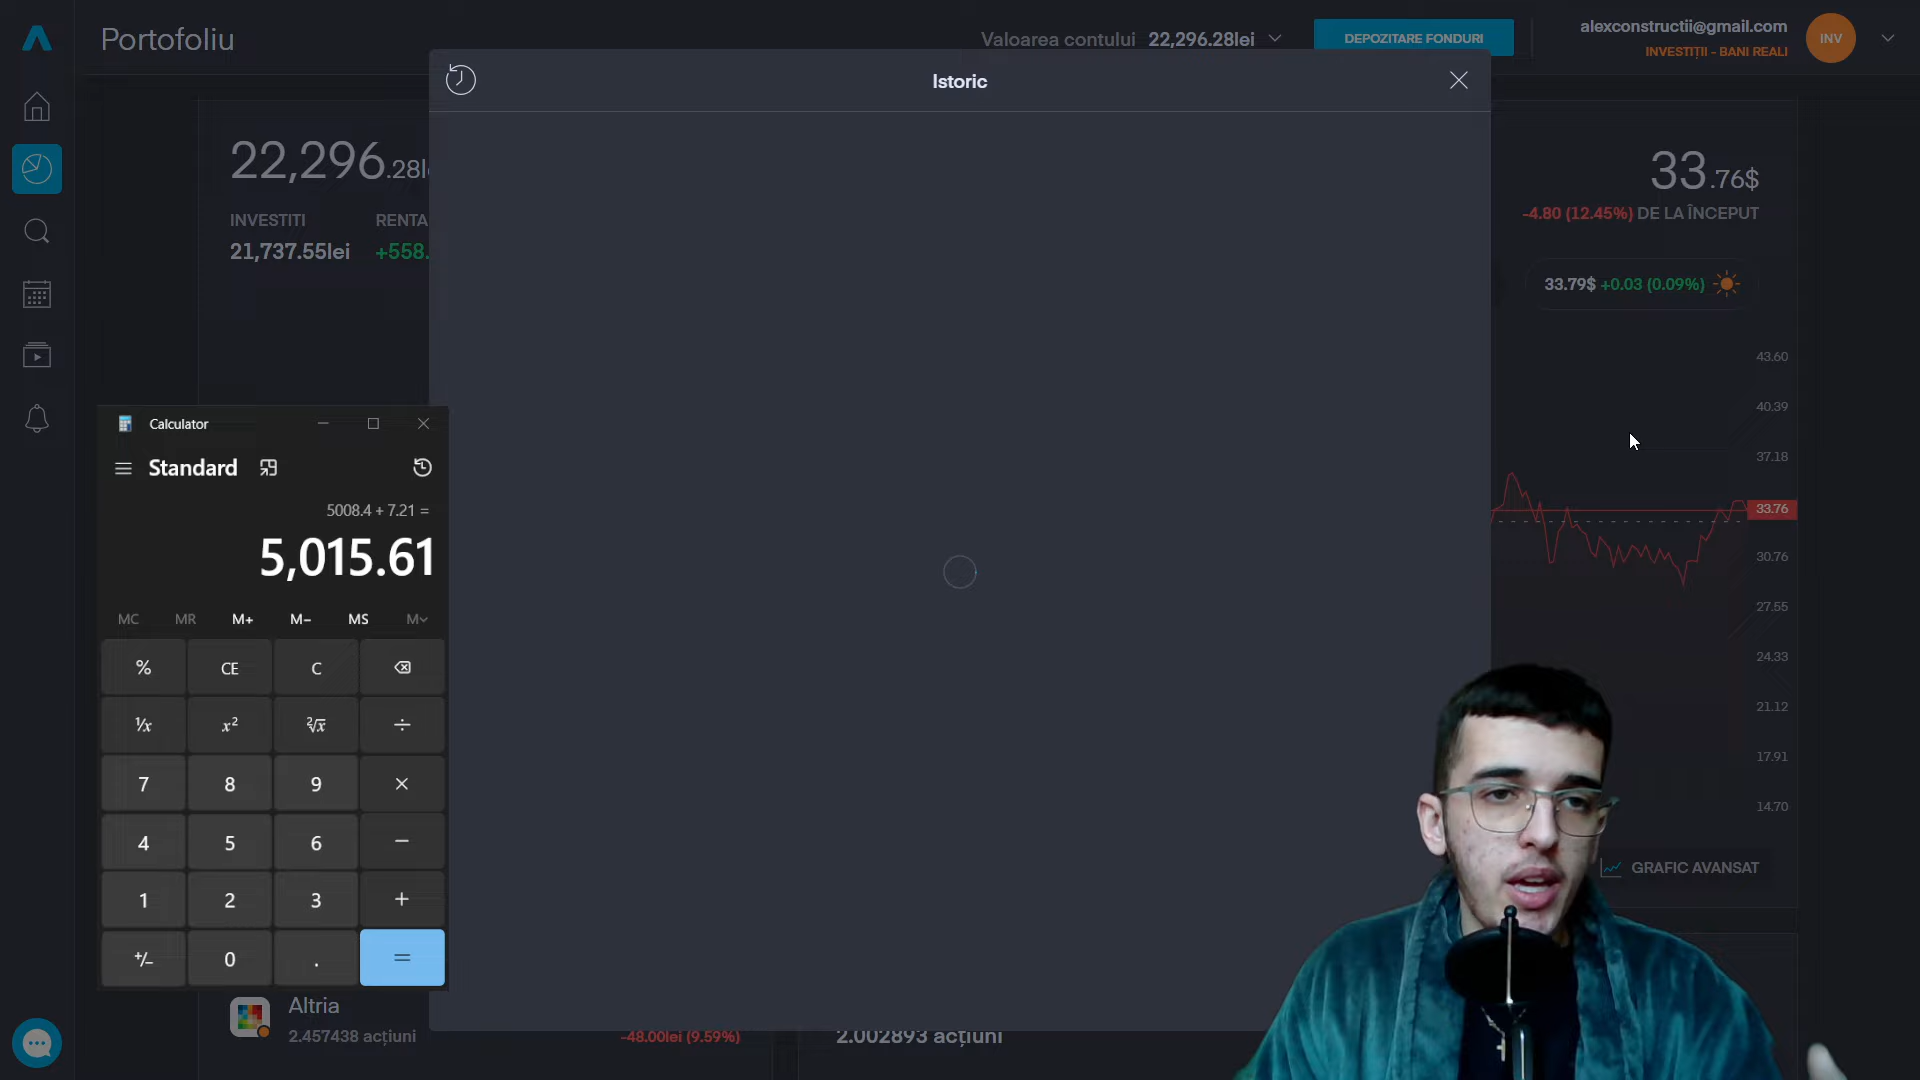 Portofoliu
Valoarea contului 22,296.28lei
DEPOZITARE FONDURI
alexconstructii@gmail.com
INVESTIȚII - BANI REALI
INV
Istoric
22,296.28l
INVESTITI RENTA
21,737.55lei +558.
33.76$
-4.80 (12.45%) DE LA ÎNCEPUT
33.79$ +0.03 (0.09%)
43.60
40.39
37.18
33.76
30.76
27.55
24.33
21.12
17.91
14.70
GRAFIC AVANSAT
Calculator
Standard
5008.4 + 7.21 =
5,015.61
MC MR M+ M- MS M
% CE C
1/x x² ²√x ÷
7 8 9 ×
4 5 6 −
1 2 3 +
+/- 0 . =
Altria
2.457438 acțiuni
-48.00lei (9.59%)
2.002893 acțiuni